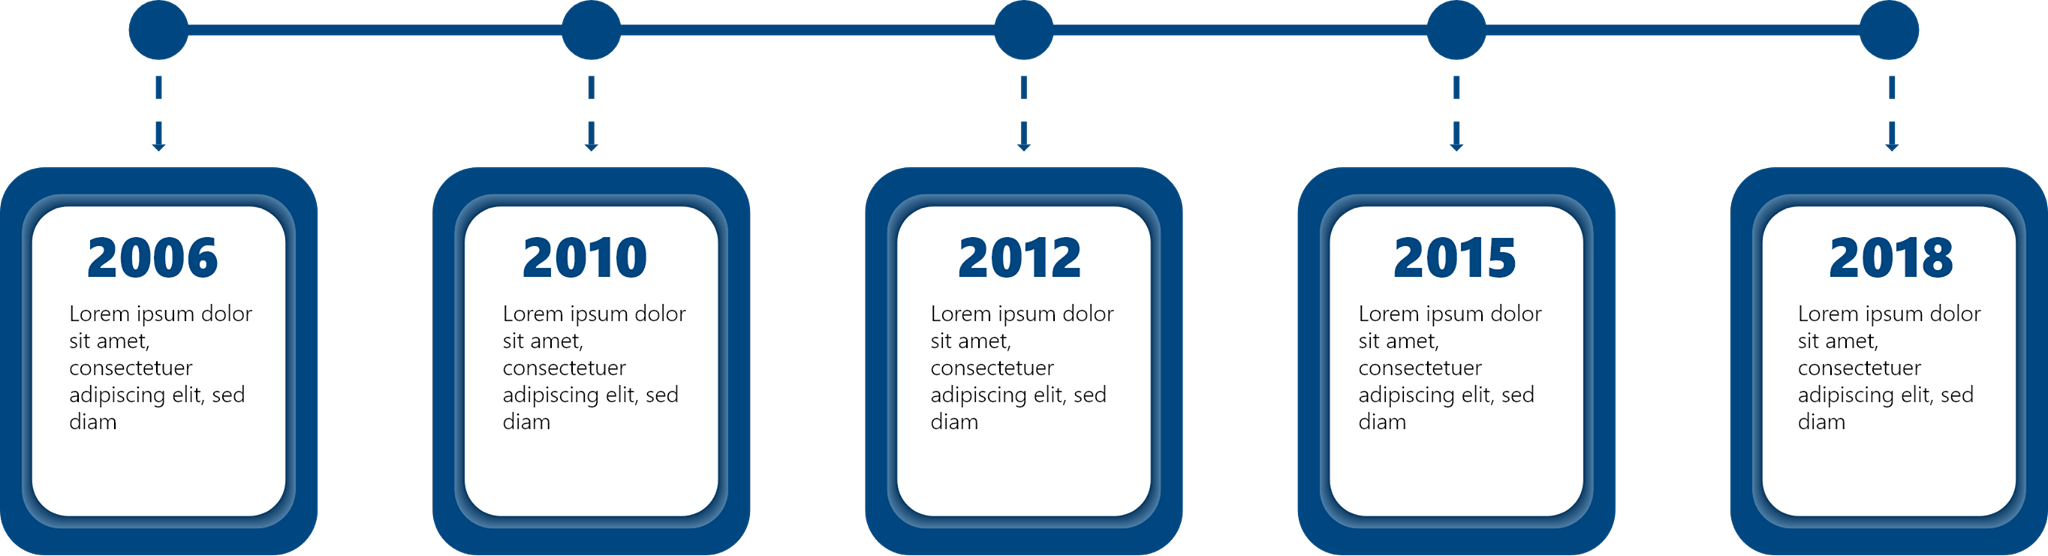 2006
Lorem ipsum dolor
sit amet,
consectetuer
adipiscing elit, sed
diam
2010
Lorem ipsum dolor
sit amet,
consectetuer
adipiscing elit, sed
diam
2012
Lorem ipsum dolor
sit amet,
consectetuer
adipiscing elit, sed
diam
2015
Lorem ipsum dolor
sit amet,
consectetuer
adipiscing elit, sed
diam
2018
Lorem ipsum dolor
sit amet,
consectetuer
adipiscing elit, sed
diam